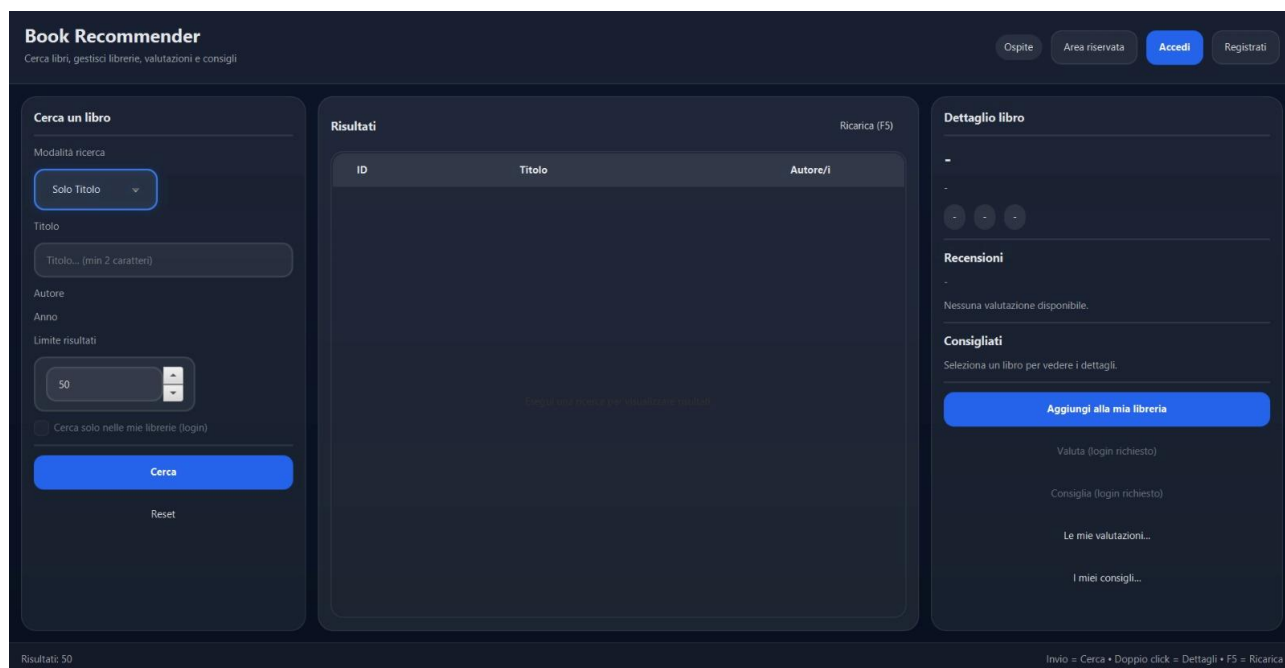 Book Recommender
Cerca libri, gestisci librerie, valutazioni e consigli
Ospite
Area riservata
Accedi
Registrati
Cerca un libro
Modalità ricerca
Solo Titolo
Titolo
Titolo... (min 2 caratteri)
Autore
Anno
Limite risultati
50
Cerca solo nelle mie librerie (login)
Cerca
Reset
Risultati
Ricarica (F5)
ID Titolo Autore/i
Dettaglio libro
-
-
- - -
Recensioni
-
Nessuna valutazione disponibile.
Consigliati
Seleziona un libro per vedere i dettagli.
Aggiungi alla mia libreria
Valuta (login richiesto)
Consiglia (login richiesto)
Le mie valutazioni...
I miei consigli...
Risultati: 50
Invio = Cerca • Doppio click = Dettagli • F5 = Ricarica